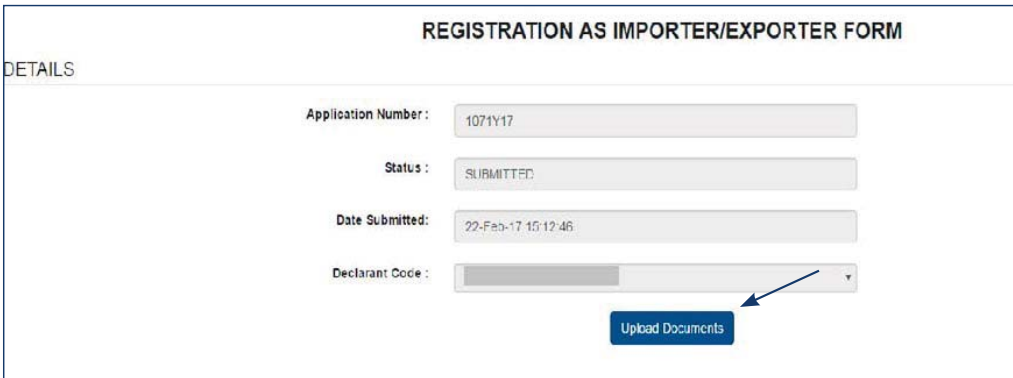 REGISTRATION AS IMPORTER/EXPORTER FORM
DETAILS
Application Number :
1071Y17
Status :
SUBMITTED
Date Submitted:
22-Feb-17 15:12:46
Declarant Code :
Upload Documents